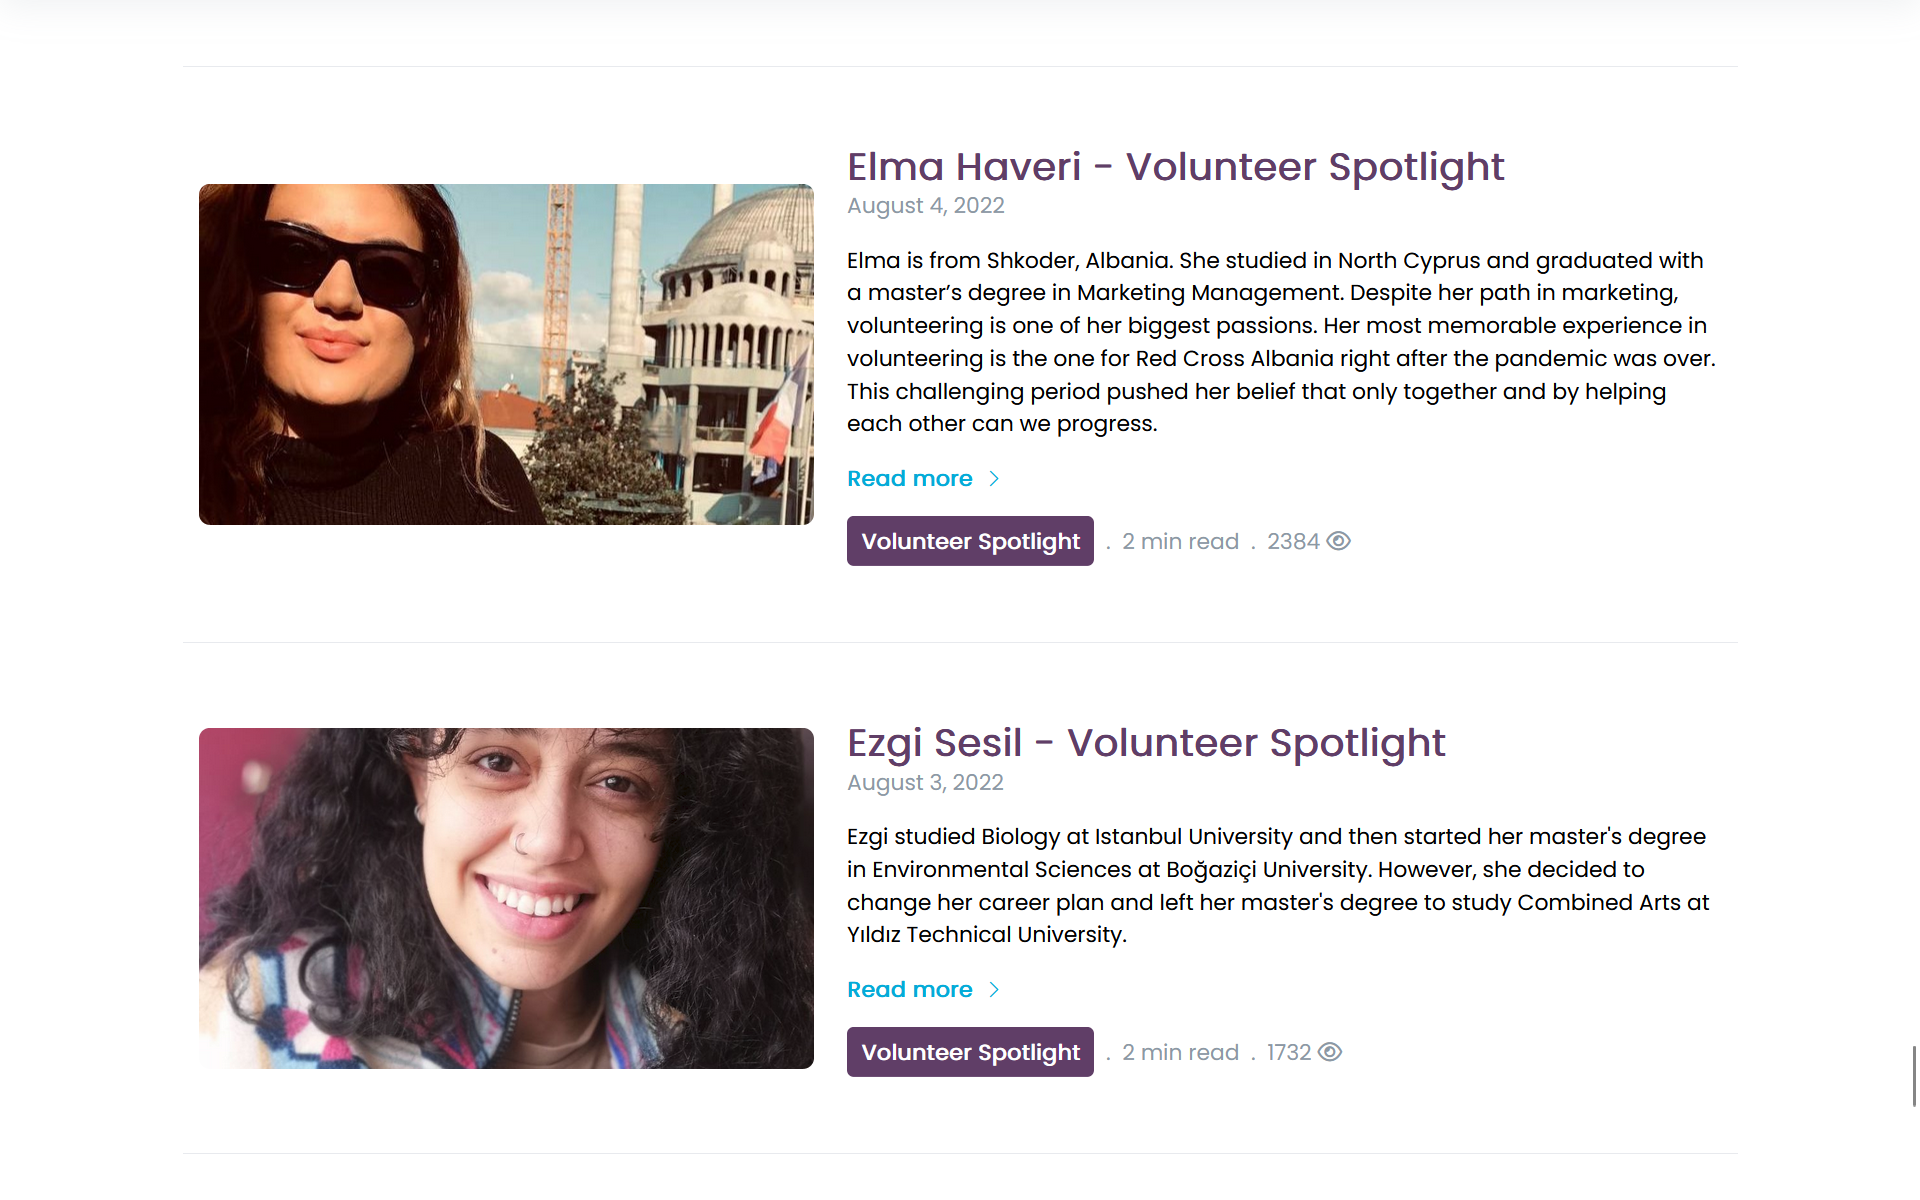 Elma Haveri - Volunteer Spotlight
August 4, 2022
Elma is from Shkoder, Albania. She studied in North Cyprus and graduated with
a master’s degree in Marketing Management. Despite her path in marketing,
volunteering is one of her biggest passions. Her most memorable experience in
volunteering is the one for Red Cross Albania right after the pandemic was over.
This challenging period pushed her belief that only together and by helping
each other can we progress.
Read more
Volunteer Spotlight . 2 min read . 2384
Ezgi Sesil - Volunteer Spotlight
August 3, 2022
Ezgi studied Biology at Istanbul University and then started her master's degree
in Environmental Sciences at Boğaziçi University. However, she decided to
change her career plan and left her master's degree to study Combined Arts at
Yıldız Technical University.
Read more
Volunteer Spotlight . 2 min read . 1732